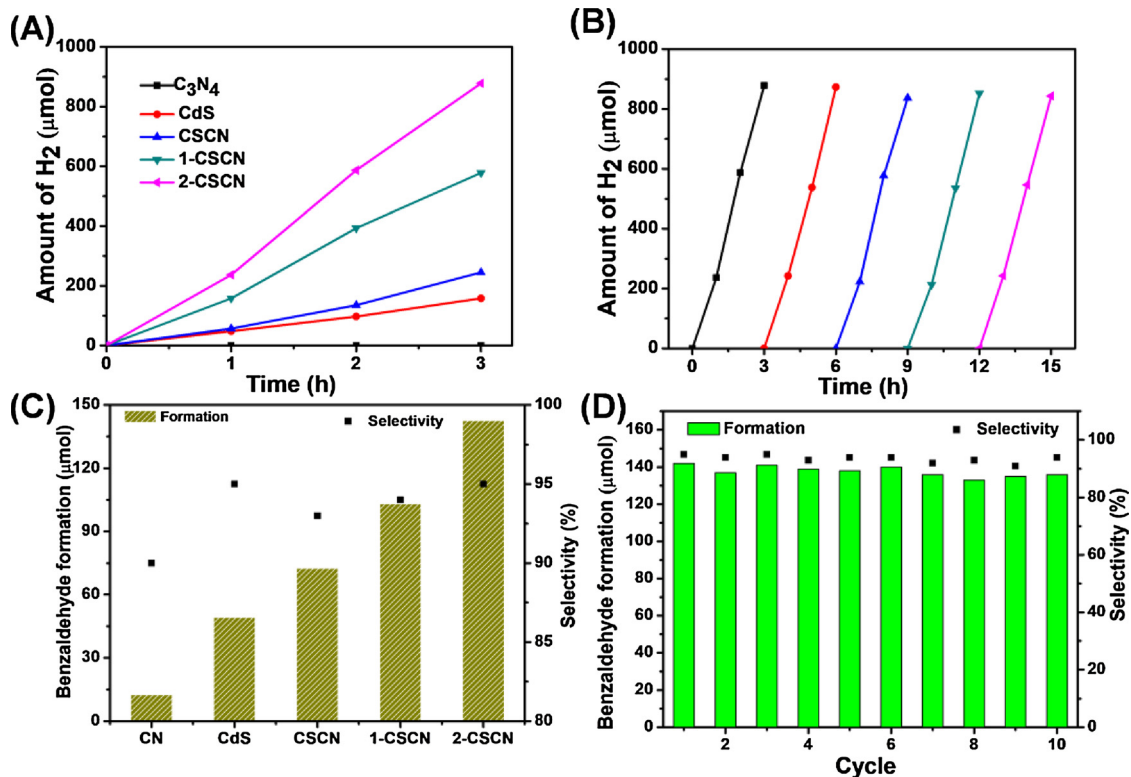 (A)
1000
800
600
400
200
0
Amount of H2 (μmol)
C3N4
CdS
CSCN
1-CSCN
2-CSCN
0 1 2 3
Time (h)
(B)
1000
800
600
400
200
0
Amount of H2 (μmol)
0 3 6 9 12 15
Time (h)
(C)
150
120
90
60
30
0
Benzaldehyde formation (μmol)
Formation
Selectivity
100
95
90
85
80
Selectivity (%)
CN CdS CSCN 1-CSCN 2-CSCN
(D)
160
140
120
100
80
60
40
20
0
Benzaldehyde formation (μmol)
Formation
Selectivity
100
80
60
40
20
0
Selectivity (%)
2 4 6 8 10
Cycle